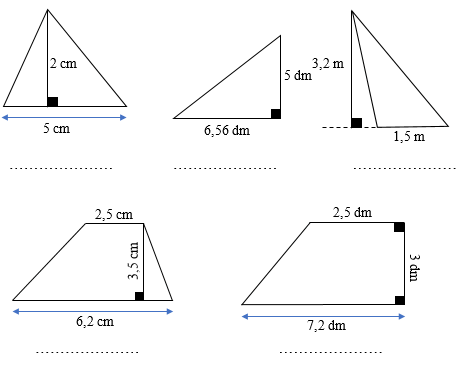 2 cm
5 cm
5 dm
6,56 dm
3,2 m
1,5 m
........................ ........................ ........................
2,5 cm
3,5 cm
6,2 cm
2,5 dm
3 dm
7,2 dm
........................ ........................